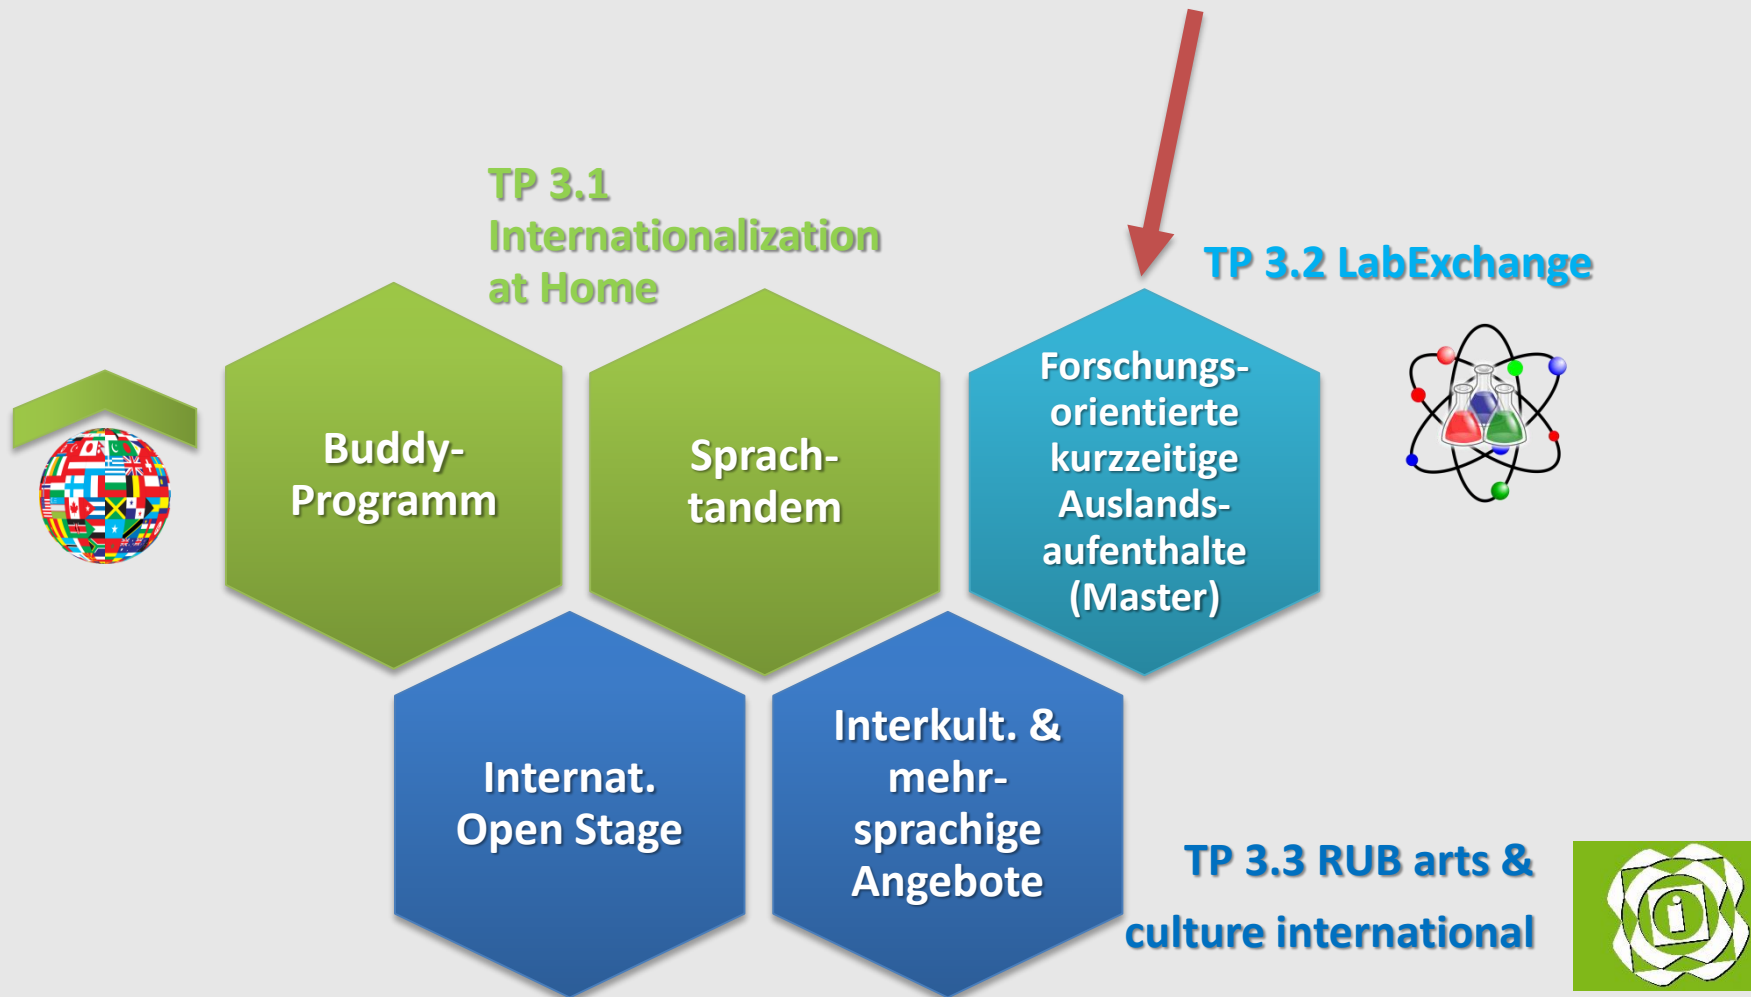 TP 3.1
Internationalization
at Home
TP 3.2 LabExchange
Buddy-
Programm
Sprach-
tandem
Forschungs-
orientierte
kurzzeitige
Auslands-
aufenthalte
(Master)
Internat.
Open Stage
Interkult. &
mehr-
sprachige
Angebote
TP 3.3 RUB arts &
culture international
i